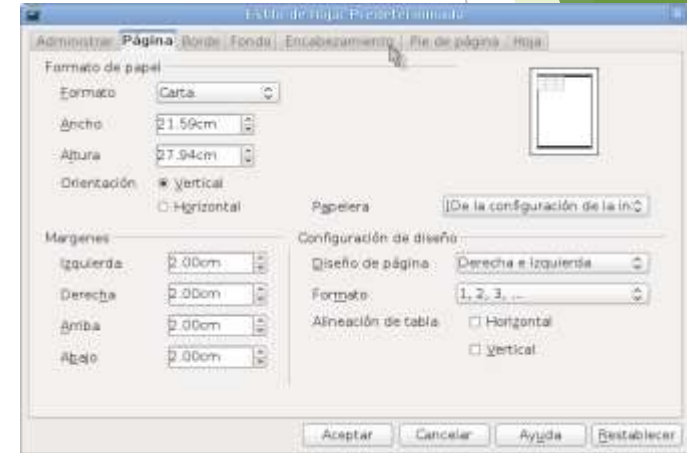 Estilo de hoja: Predeterminado
Administrar Página Borde Fondo Encabezamiento Pie de página Hoja
Formato de papel
Formato Carta
Ancho 21.59cm
Altura 27.94cm
Orientación Vertical
Horizontal Papelera [De la configuración de la in
Margenes Configuración de diseño
Izquierda 2.00cm Diseño de página Derecha e izquierda
Derecha 2.00cm Formato 1, 2, 3, ...
Arriba 2.00cm Alineación de tabla Horizontal
Abajo 2.00cm Vertical
Aceptar Cancelar Ayuda Restablecer